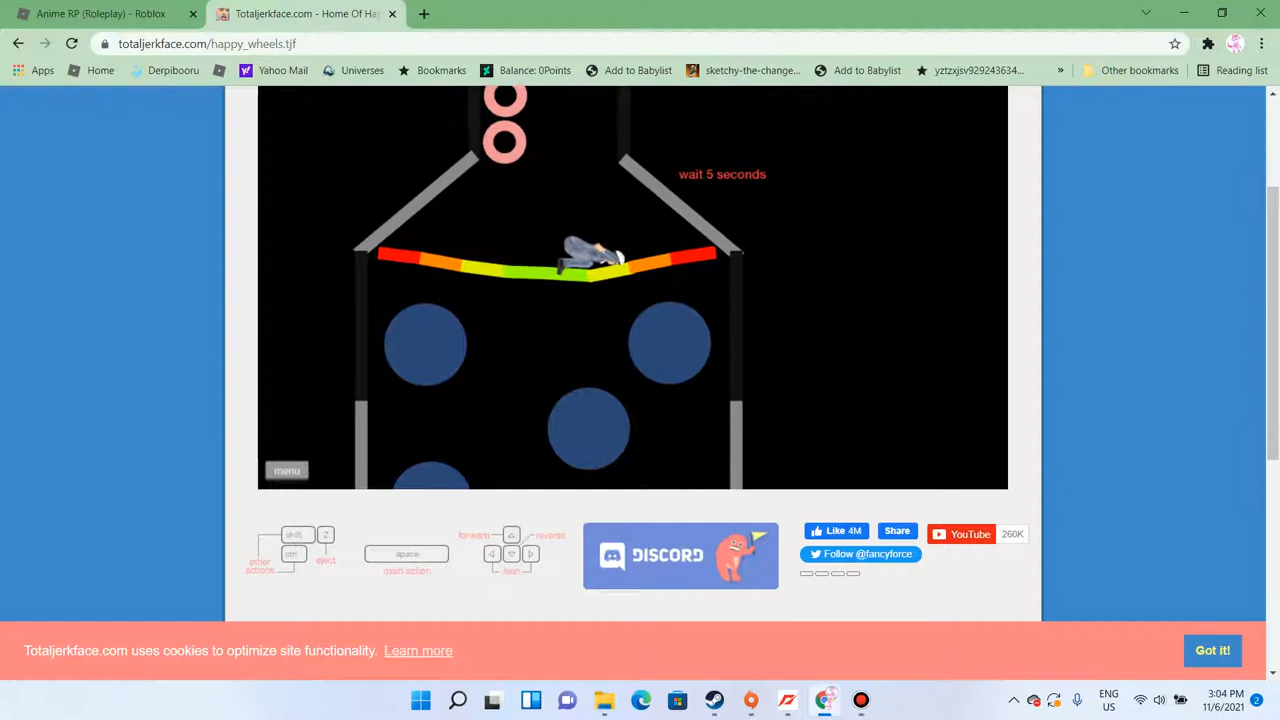 Anime RP (Roleplay) - Roblox
Totaljerkface.com - Home Of Ha
totaljerkface.com/happy_wheels.tjf
Apps Home Derpibooru Yahoo Mail Universes Bookmarks Balance: 0Points Add to Babylist sketchy-the-change... Add to Babylist yztzxjsv929243634... » Other bookmarks Reading list
wait 5 seconds
menu
shift Z
ctrl
other actions
eject
space
main action
forward reverse
lean
DISCORD
Like 4M Share YouTube 260K
Follow @fancyforce
Totaljerkface.com uses cookies to optimize site functionality. Learn more
Got it!
ENG
US
3:04 PM
11/6/2021
2